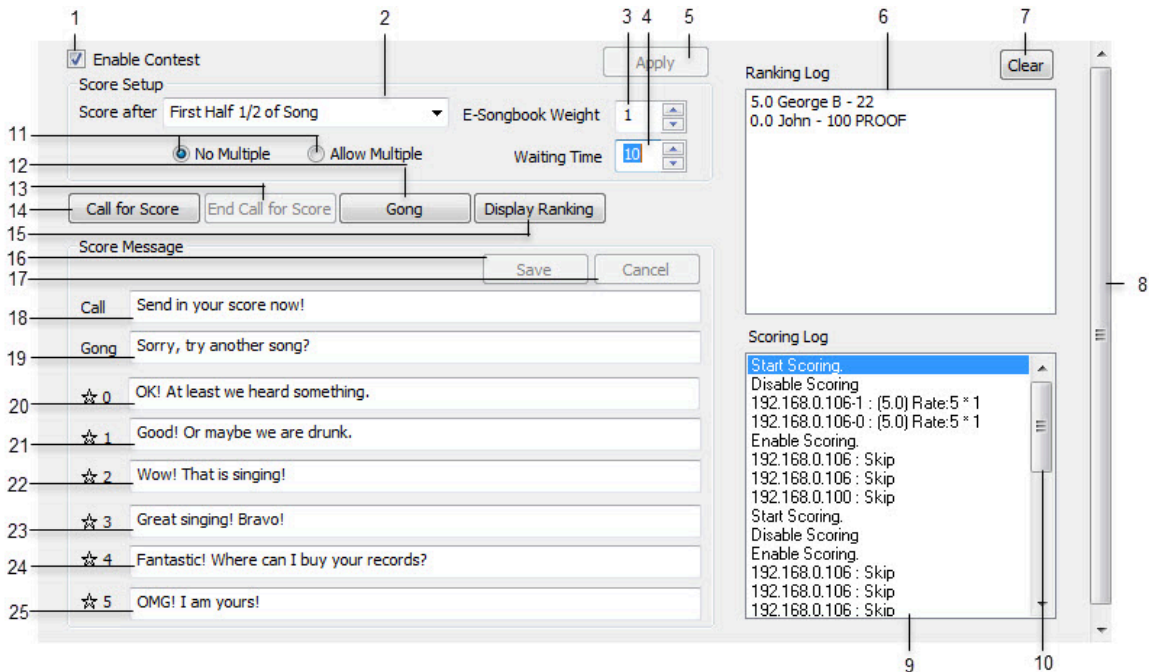 1 2 3 4 5 6 7
Enable Contest Apply Ranking Log Clear
Score Setup
Score after First Half 1/2 of Song E-Songbook Weight 1
11 No Multiple Allow Multiple Waiting Time 10
12
13
14 Call for Score End Call for Score Gong Display Ranking
15
5.0 George B - 22
0.0 John - 100 PROOF
8
Score Message
16 Save Cancel
17
18 Call Send in your score now!
19 Gong Sorry, try another song?
20 0 OK! At least we heard something.
21 1 Good! Or maybe we are drunk.
22 2 Wow! That is singing!
23 3 Great singing! Bravo!
24 4 Fantastic! Where can I buy your records?
25 5 OMG! I am yours!
Scoring Log
Start Scoring.
Disable Scoring
192.168.0.106-1 : (5.0) Rate:5 * 1
192.168.0.106-0 : (5.0) Rate:5 * 1
Enable Scoring.
192.168.0.106 : Skip
192.168.0.106 : Skip
192.168.0.100 : Skip
Start Scoring.
Disable Scoring
Enable Scoring.
192.168.0.106 : Skip
192.168.0.106 : Skip
192.168.0.106 : Skip
9 10